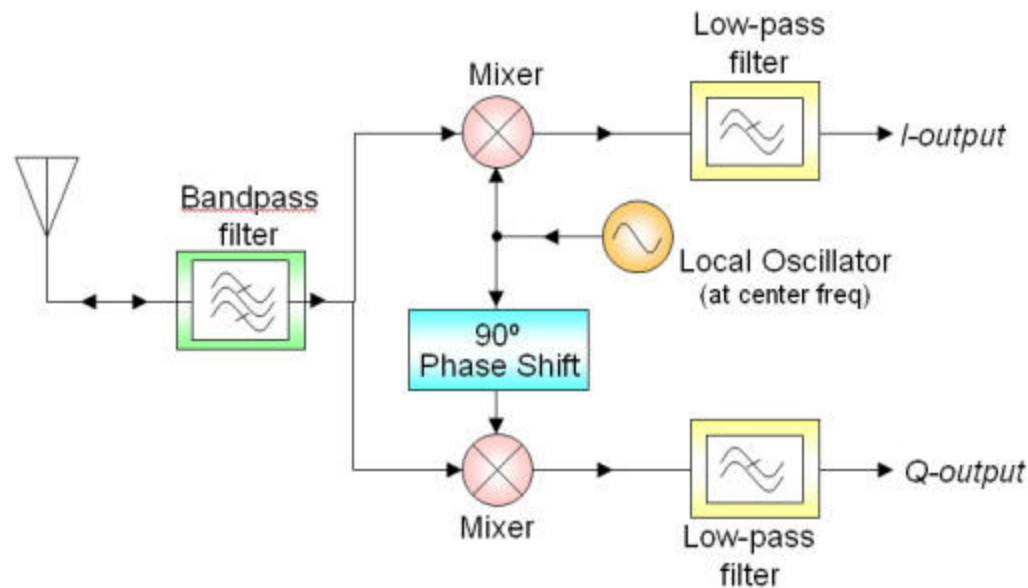 Low-pass
filter
Mixer
I-output
Bandpass
filter
Local Oscillator
(at center freq)
90º
Phase Shift
Q-output
Mixer
Low-pass
filter